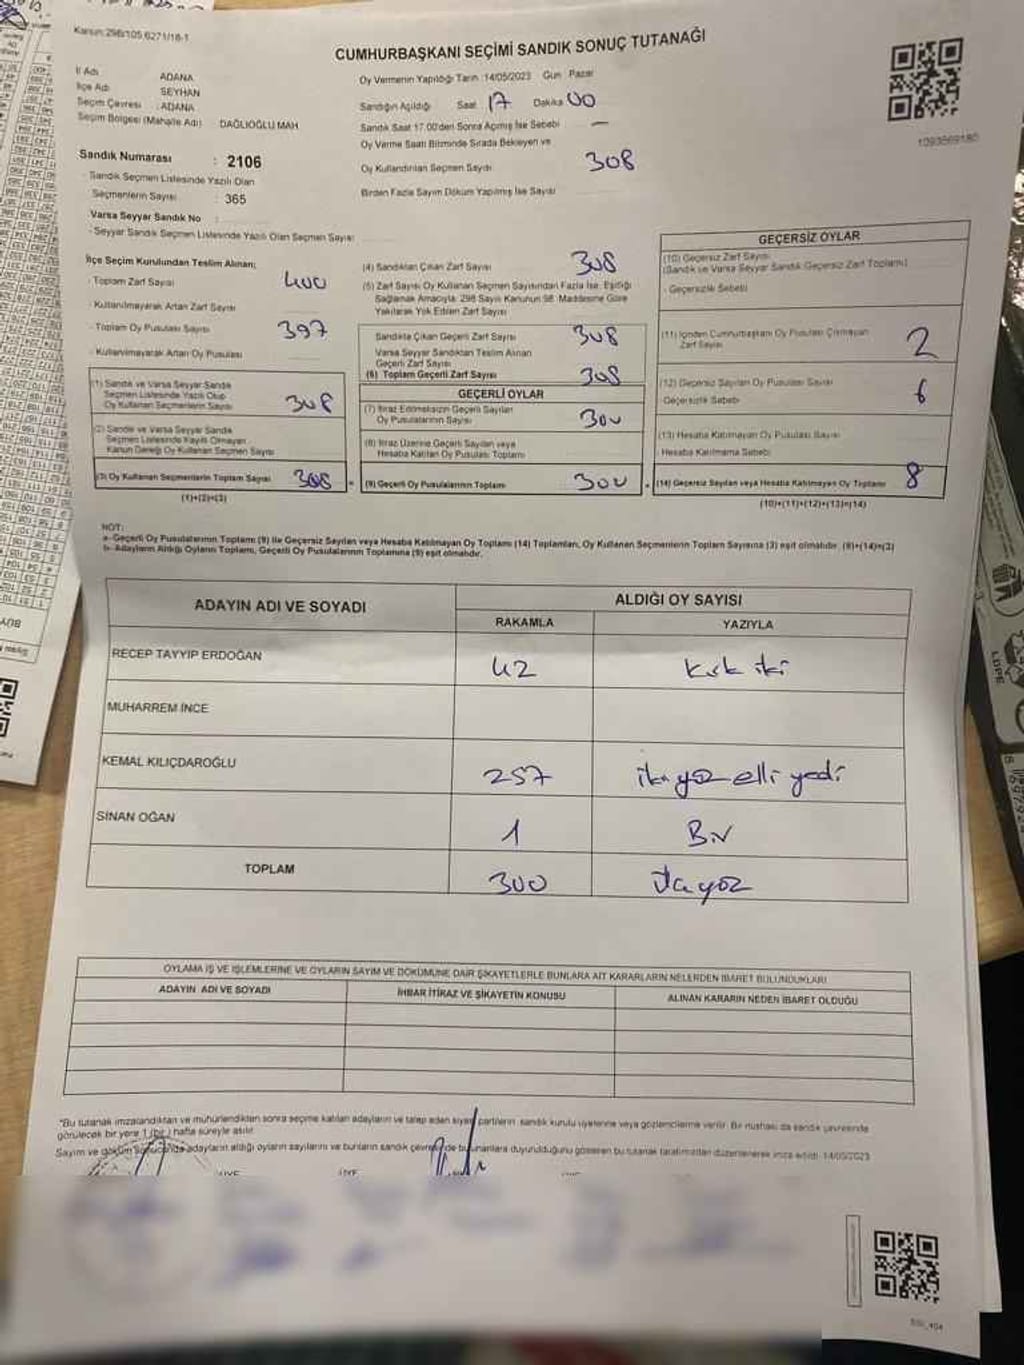 Kanun:298/105,6271/18-1
CUMHURBAŞKANI SEÇİMİ SANDIK SONUÇ TUTANAĞI
İl Adı ADANA
İlçe Adı SEYHAN
Seçim Çevresi : ADANA
Seçim Bölgesi (Mahalle Adı) DAĞLIOĞLU MAH
Oy Vermenin Yapıldığı Tarih :14/05/2023 Gün Pazar
Sandığın Açıldığı Saat 17 Dakika 00
Sandık Saat 17.00'den Sonra Açılmış İse Sebebi —
Oy Verme Saati Bitiminde Sırada Bekleyen ve
Oy Kullandırılan Seçmen Sayısı 308
Birden Fazla Sayım Döküm Yapılmış İse Sayısı
1093569180
Sandık Numarası : 2106
- Sandık Seçmen Listesinde Yazılı Olan
Seçmenlerin Sayısı : 365
Varsa Seyyar Sandık No :
- Seyyar Sandık Seçmen Listesinde Yazılı Olan Seçmen Sayısı
İlçe Seçim Kurulundan Teslim Alınan;
- Toplam Zarf Sayısı 400
- Kullanılmayarak Artan Zarf Sayısı
- Toplam Oy Pusulası Sayısı 397
- Kullanılmayarak Artan Oy Pusulası
(1) Sandık ve Varsa Seyyar Sandık
Seçmen Listesinde Yazılı Olup
Oy Kullanan Seçmenlerin Sayısı 308
(2) Sandık ve Varsa Seyyar Sandık
Seçmen Listesinde Kayıtlı Olmayan
Kanun Gereği Oy Kullanan Seçmen Sayısı
(3) Oy Kullanan Seçmenlerin Toplam Sayısı 308
(1)+(2)=(3)
(4) Sandıktan Çıkan Zarf Sayısı 308
(5) Zarf Sayısı Oy Kullanan Seçmen Sayısından Fazla İse, Eşitliği
Sağlamak Amacıyla, 298 Sayılı Kanunun 98. Maddesine Göre
Yakılarak Yok Edilen Zarf Sayısı
Sandıkta Çıkan Geçerli Zarf Sayısı 308
Varsa Seyyar Sandıktan Teslim Alınan
Geçerli Zarf Sayısı
(6) Toplam Geçerli Zarf Sayısı 308
GEÇERLİ OYLAR
(7) İtiraz Edilmeksizin Geçerli Sayılan
Oy Pusulalarının Sayısı 300
(8) İtiraz Üzerine Geçerli Sayılan veya
Hesaba Katılan Oy Pusulası Toplamı
(9) Geçerli Oy Pusulalarının Toplamı 300
GEÇERSİZ OYLAR
(10) Geçersiz Zarf Sayısı
(Sandık ve Varsa Seyyar Sandık Geçersiz Zarf Toplamı)
- Geçersizlik Sebebi
(11) İçinden Cumhurbaşkanı Oy Pusulası Çıkmayan
Zarf Sayısı 2
(12) Geçersiz Sayılan Oy Pusulası Sayısı 6
- Geçersizlik Sebebi
(13) Hesaba Katılmayan Oy Pusulası Sayısı
- Hesaba Katılmama Sebebi
(14) Geçersiz Sayılan veya Hesaba Katılmayan Oy Toplamı 8
(10)+(11)+(12)+(13)=(14)
NOT:
a- Geçerli Oy Pusulalarının Toplamı (9) ile Geçersiz Sayılan veya Hesaba Katılmayan Oy Toplamı (14) Toplamları, Oy Kullanan Seçmenlerin Toplam Sayısına (3) eşit olmalıdır. (9)+(14)=(3)
b- Adayların Aldığı Oyların Toplamı, Geçerli Oy Pusulalarının Toplamına (9) eşit olmalıdır.
ADAYIN ADI VE SOYADI
ALDIĞI OY SAYISI
RAKAMLA YAZIYLA
RECEP TAYYİP ERDOĞAN 42 Kırk iki
MUHARREM İNCE
KEMAL KILIÇDAROĞLU 257 iki yüz elli yedi
SİNAN OĞAN 1 Bir
TOPLAM 300 üç yüz
OYLAMA İŞ VE İŞLEMLERİNE VE OYLARIN SAYIM VE DÖKÜMÜNE DAİR ŞİKAYETLERLE BUNLARA AİT KARARLARIN NELERDEN İBARET BULUNDUKLARI
ADAYIN ADI VE SOYADI İHBAR İTİRAZ VE ŞİKAYETİN KONUSU ALINAN KARARIN NEDEN İBARET OLDUĞU
*Bu tutanak imzalandıktan ve mühürlendikten sonra seçime katılan adayların ve talep eden siyasi partilerin sandık kurulu üyelerine veya gözlemcilerine verilir. Bir nüshası da sandık çevresinde
görülecek bir yere 1 (bir) hafta süreyle asılır.
Sayım ve döküm sonucunda adayların aldığı oyların sayılarını ve bunların sandık çevresinde bulunanlara duyurulduğunu gösteren bu tutanak tarafımızdan düzenlenerek imza edildi. 14/05/2023
ÜYE ÜYE
LDPE